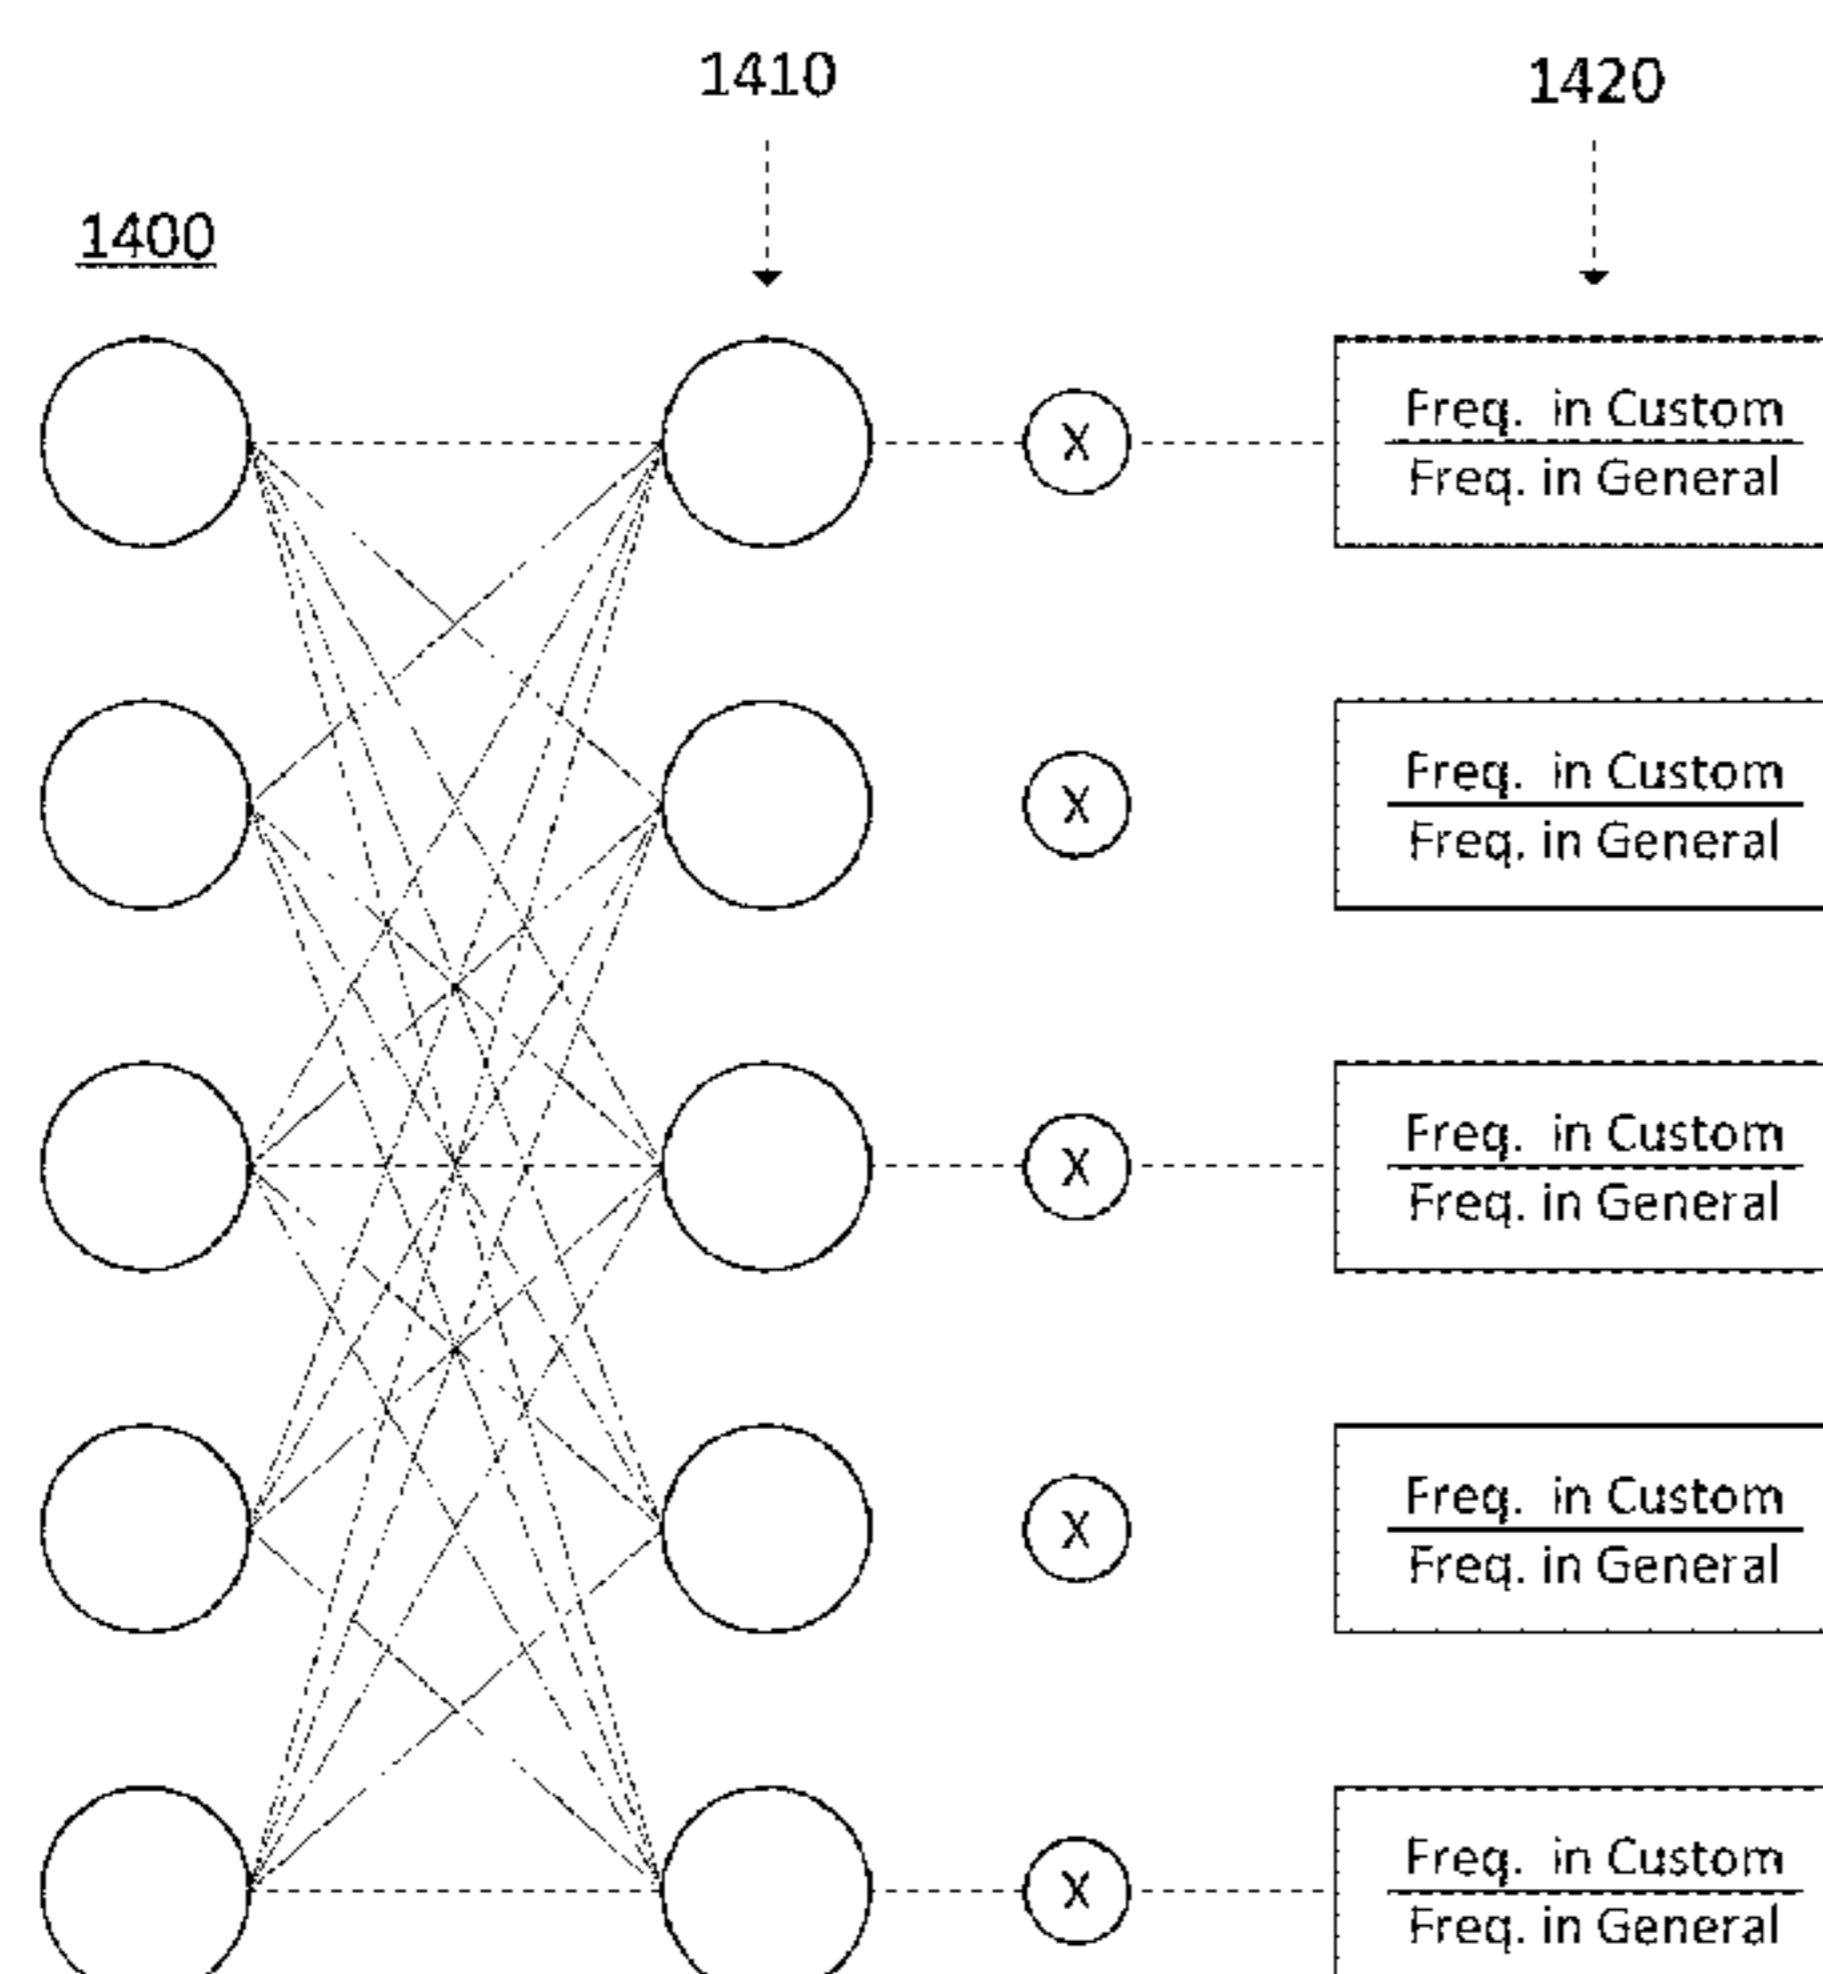 1410
1420
1400
X
Freq. in Custom
Freq. in General
X
Freq. in Custom
Freq. in General
X
Freq. in Custom
Freq. in General
X
Freq. in Custom
Freq. in General
X
Freq. in Custom
Freq. in General